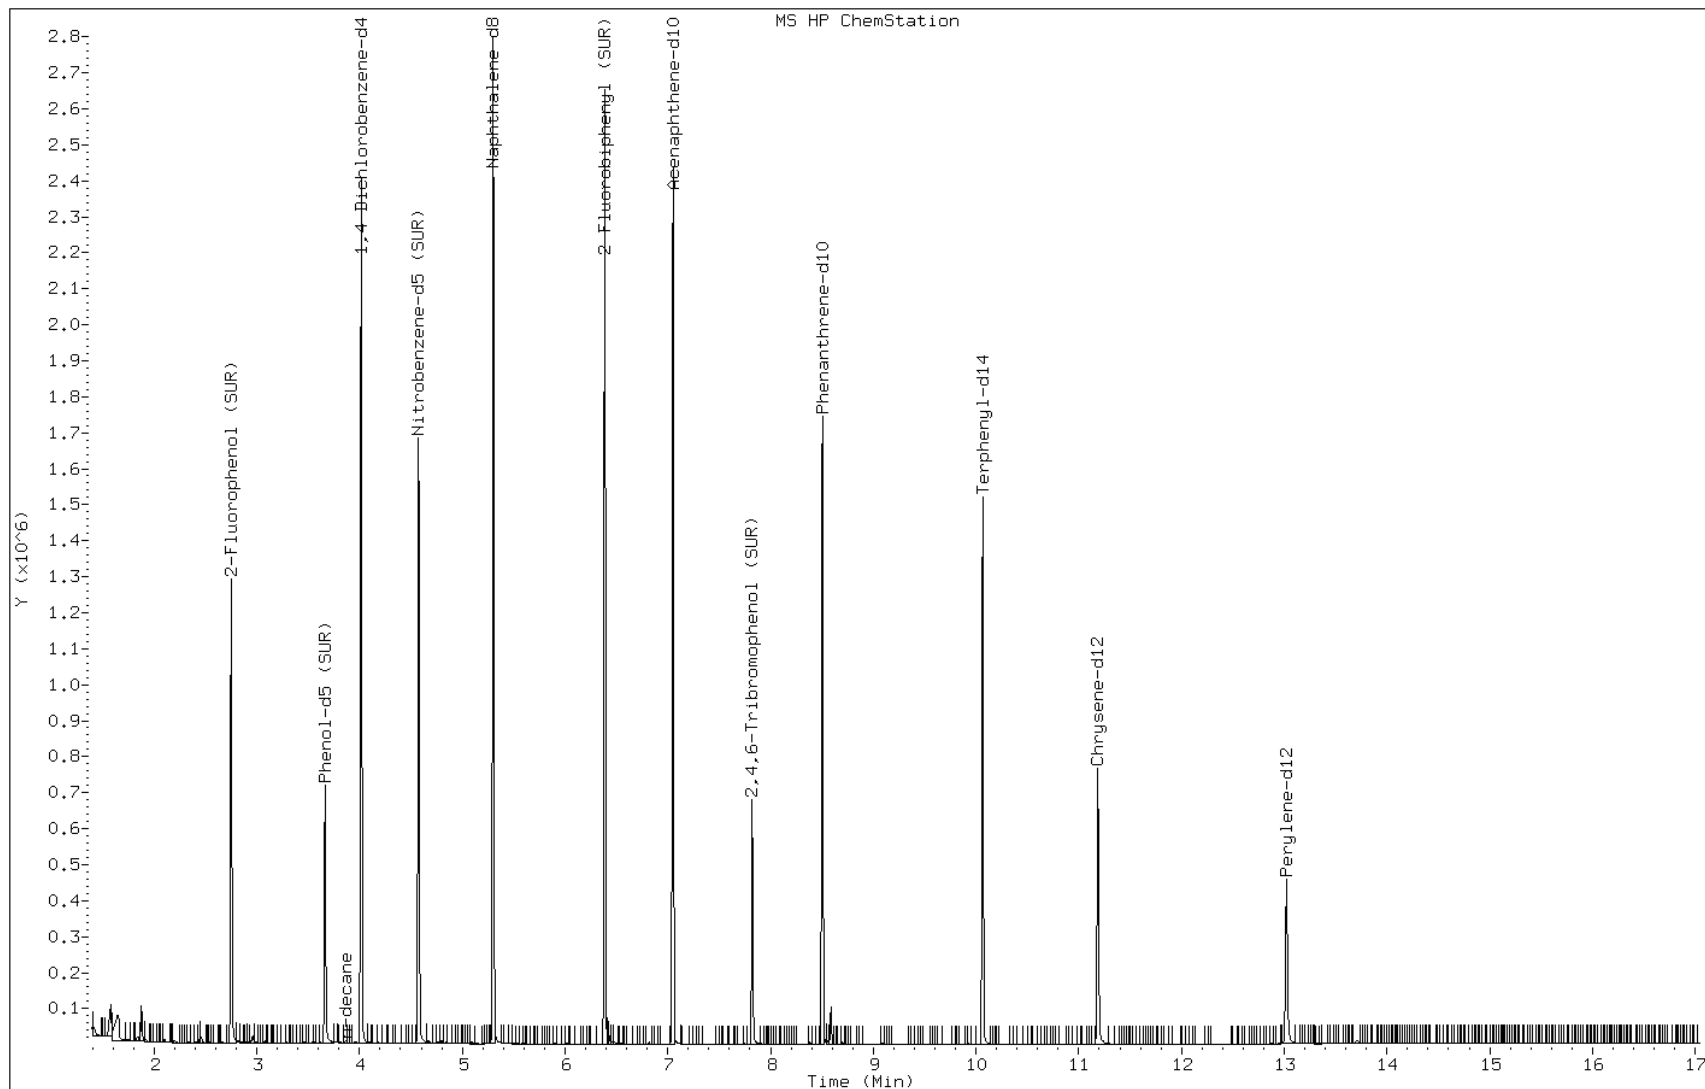 MS HP ChemStation
Y (x10^6)
2.8
2.7
2.6
2.5
2.4
2.3
2.2
2.1
2.0
1.9
1.8
1.7
1.6
1.5
1.4
1.3
1.2
1.1
1.0
0.9
0.8
0.7
0.6
0.5
0.4
0.3
0.2
0.1
2-Fluorophenol (SUR)
Phenol-d5 (SUR)
-decane
1,4 Dichlorobenzene-d4
Nitrobenzene-d5 (SUR)
Naphthalene-d8
2 Fluorobiphenyl (SUR)
Acenaphthene-d10
2,4,6-Tribromophenol (SUR)
Phenanthrene-d10
Terphenyl-d14
Chrysene-d12
Perylene-d12
2 3 4 5 6 7 8 9 10 11 12 13 14 15 16 17
Time (Min)